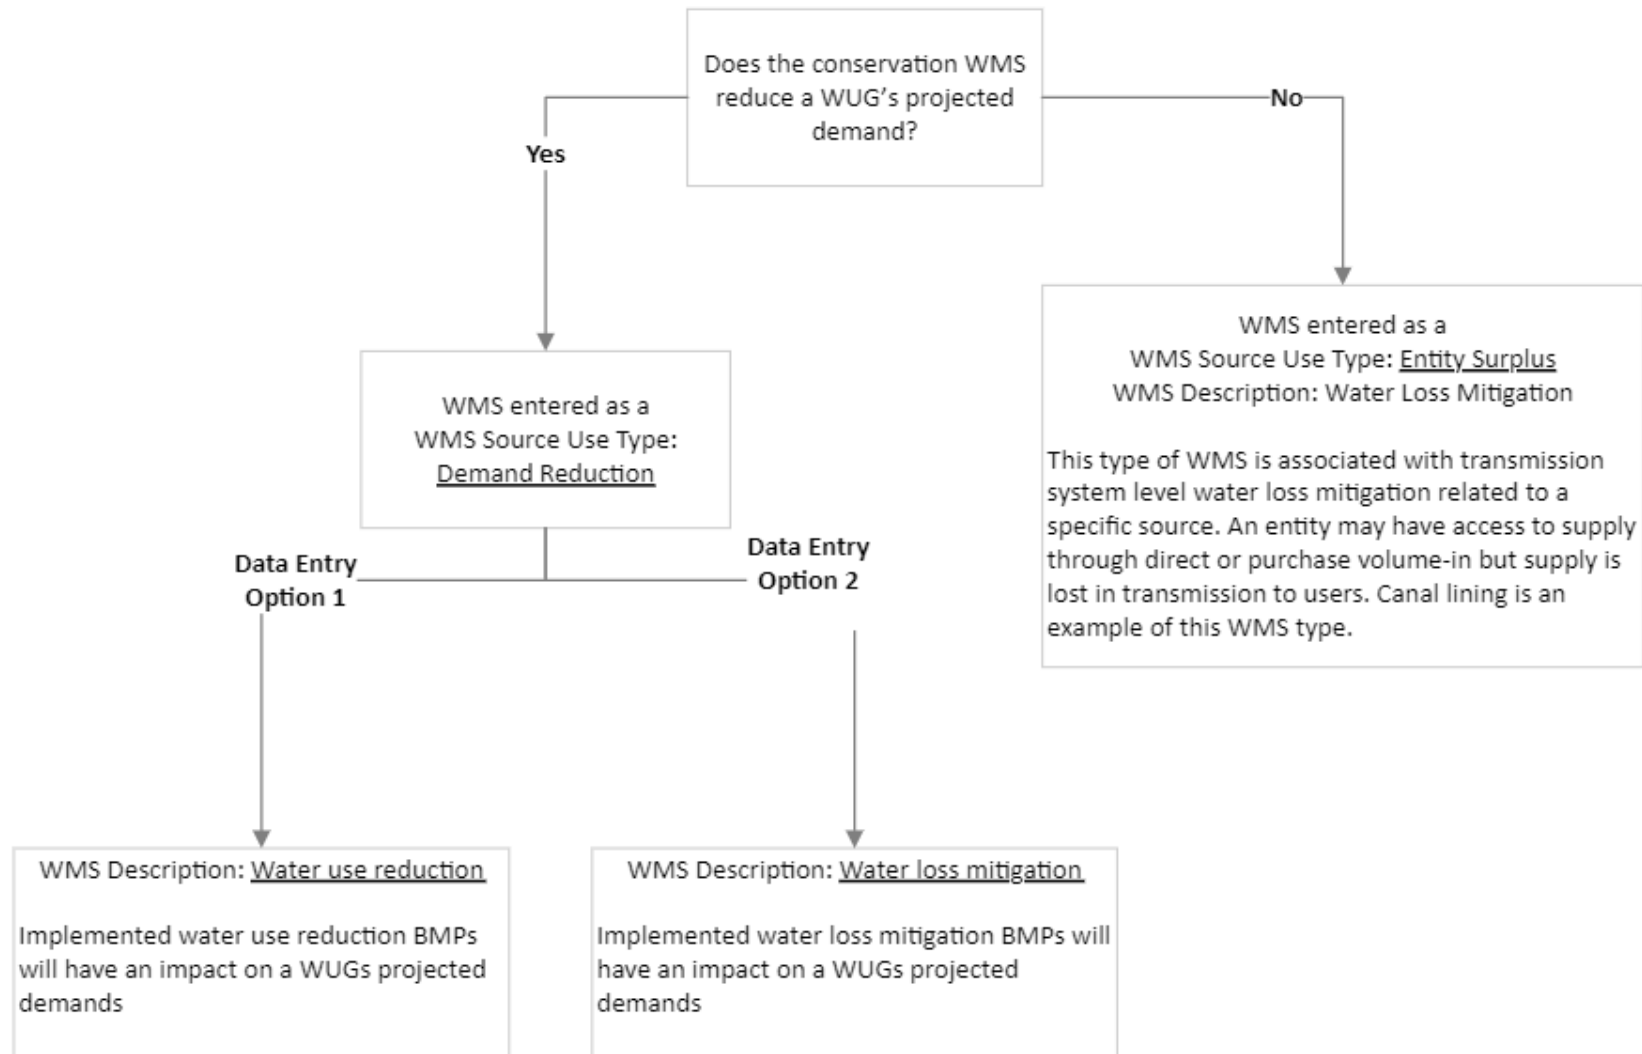 Does the conservation WMS
reduce a WUG's projected
demand?
Yes
No
WMS entered as a
WMS Source Use Type:
Demand Reduction
WMS entered as a
WMS Source Use Type: Entity Surplus
WMS Description: Water Loss Mitigation
This type of WMS is associated with transmission
system level water loss mitigation related to a
specific source. An entity may have access to supply
through direct or purchase volume-in but supply is
lost in transmission to users. Canal lining is an
example of this WMS type.
Data Entry
Option 1
Data Entry
Option 2
WMS Description: Water use reduction
Implemented water use reduction BMPs
will have an impact on a WUGs projected
demands
WMS Description: Water loss mitigation
Implemented water loss mitigation BMPs will
have an impact on a WUGs projected
demands